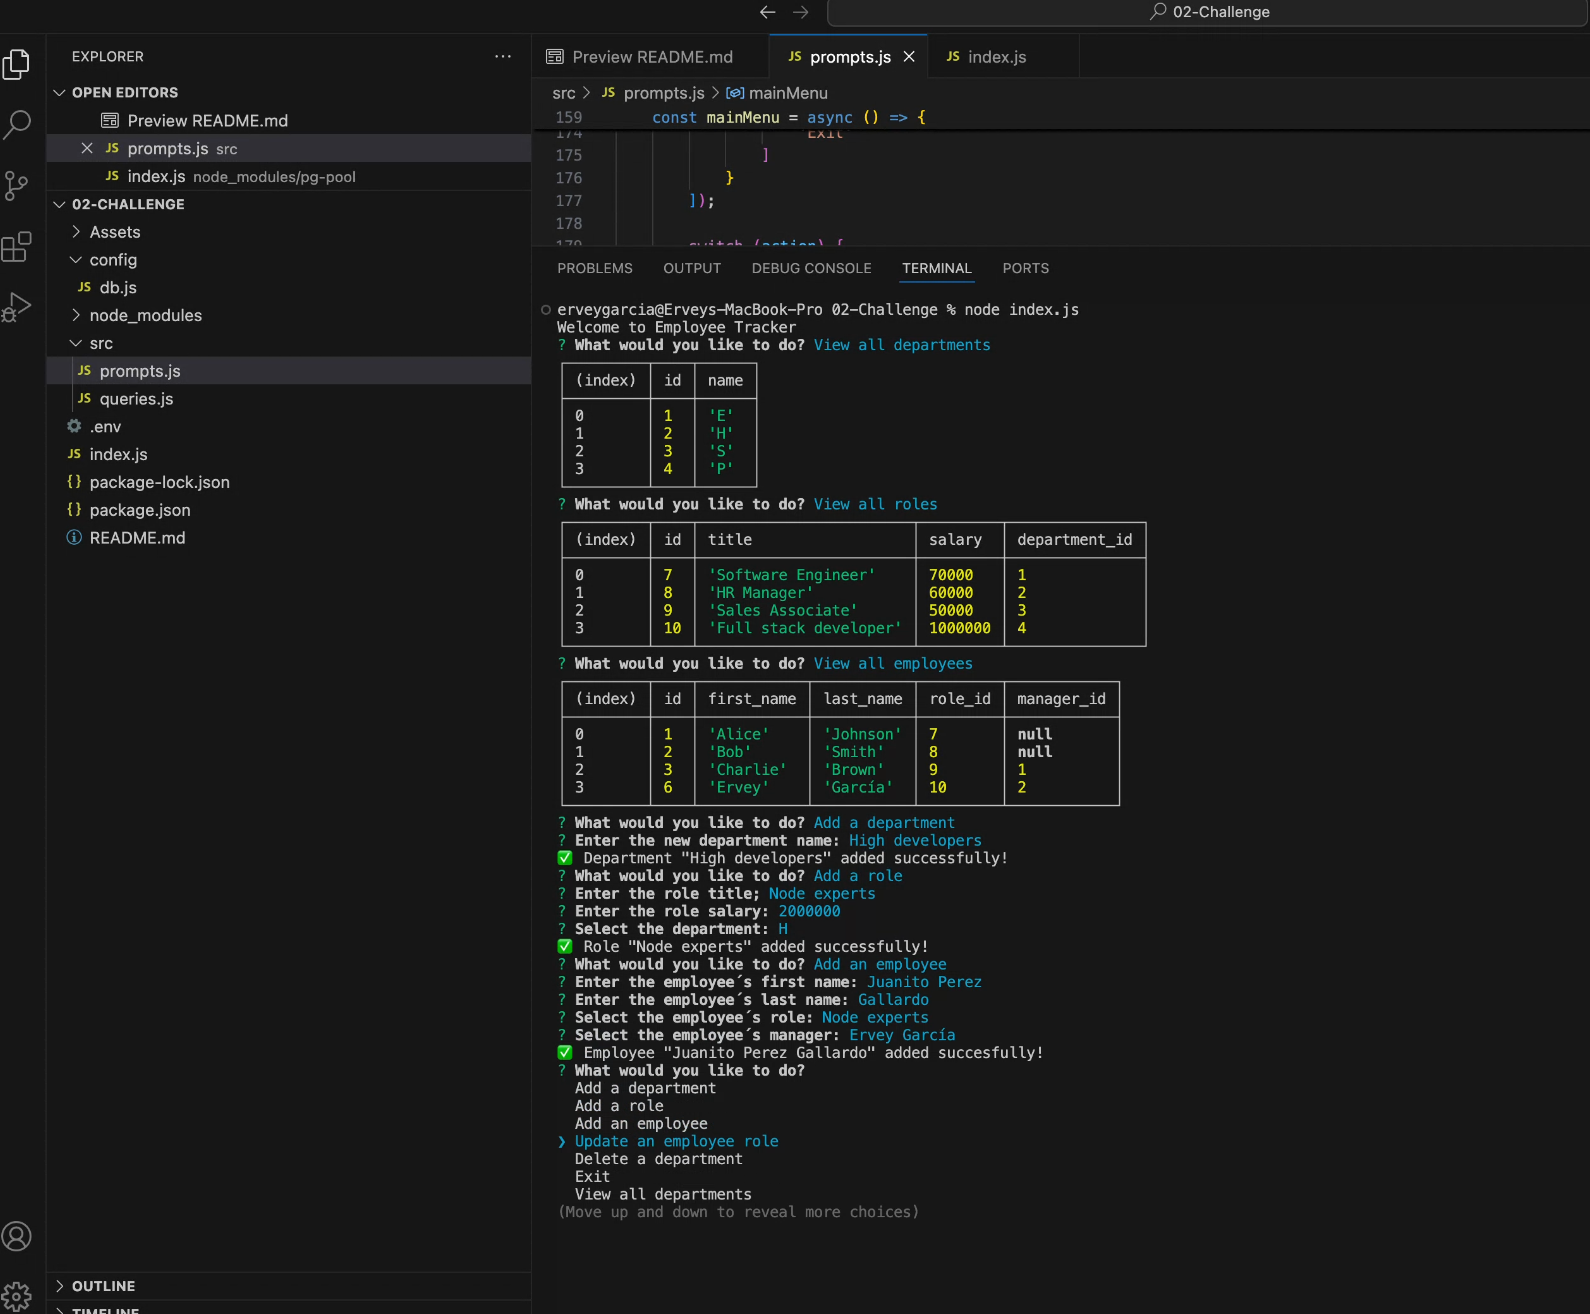 02-Challenge
EXPLORER
OPEN EDITORS
Preview README.md
JS prompts.js src
JS index.js node_modules/pg-pool
02-CHALLENGE
Assets
config
JS db.js
node_modules
src
JS prompts.js
JS queries.js
.env
JS index.js
{} package-lock.json
{} package.json
README.md
OUTLINE
TIMELINE
Preview README.md
JS prompts.js
JS index.js
src > JS prompts.js > mainMenu
159 const mainMenu = async () => {
174 'Exit'
175 ]
176 }
177 ]);
178
179 switch (action) {
PROBLEMS OUTPUT DEBUG CONSOLE TERMINAL PORTS
erveygarcia@Erveys-MacBook-Pro 02-Challenge % node index.js
Welcome to Employee Tracker
? What would you like to do? View all departments
(index) id name
0 1 'E'
1 2 'H'
2 3 'S'
3 4 'P'
? What would you like to do? View all roles
(index) id title salary department_id
0 7 'Software Engineer' 70000 1
1 8 'HR Manager' 60000 2
2 9 'Sales Associate' 50000 3
3 10 'Full stack developer' 1000000 4
? What would you like to do? View all employees
(index) id first_name last_name role_id manager_id
0 1 'Alice' 'Johnson' 7 null
1 2 'Bob' 'Smith' 8 null
2 3 'Charlie' 'Brown' 9 1
3 6 'Ervey' 'García' 10 2
? What would you like to do? Add a department
? Enter the new department name: High developers
✅ Department "High developers" added successfully!
? What would you like to do? Add a role
? Enter the role title; Node experts
? Enter the role salary: 2000000
? Select the department: H
✅ Role "Node experts" added successfully!
? What would you like to do? Add an employee
? Enter the employee´s first name: Juanito Perez
? Enter the employee´s last name: Gallardo
? Select the employee´s role: Node experts
? Select the employee´s manager: Ervey García
✅ Employee "Juanito Perez Gallardo" added succesfully!
? What would you like to do?
Add a department
Add a role
Add an employee
❯ Update an employee role
Delete a department
Exit
View all departments
(Move up and down to reveal more choices)